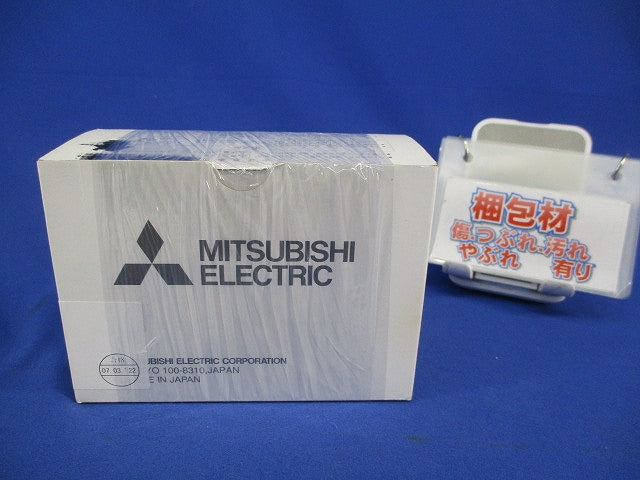 MITSUBISHI
ELECTRIC
UBISHI ELECTRIC CORPORATION
YO 100-8310, JAPAN
E IN JAPAN
07 03 '22
梱包材
傷・つぶれ・汚れ
やぶれ 有り